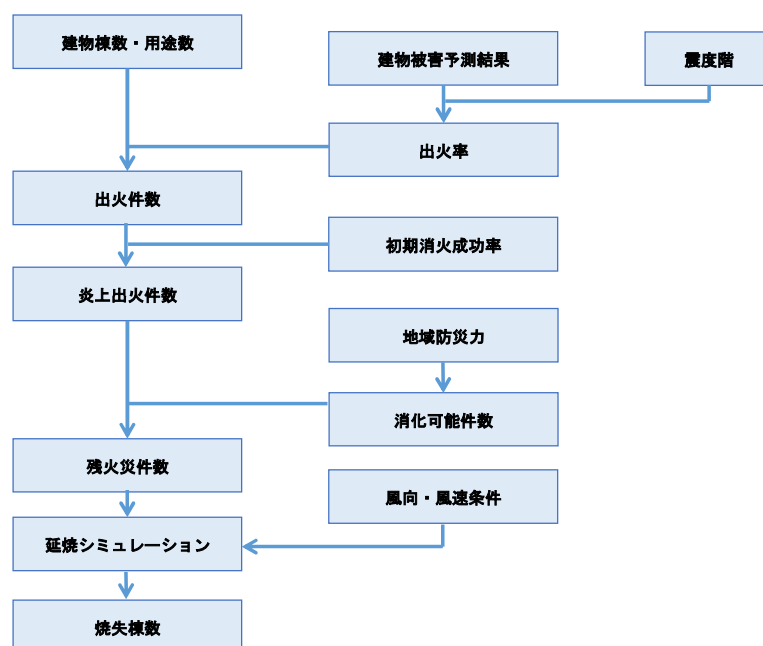 建物棟数・用途数
建物被害予測結果
震度階
出火率
出火件数
初期消火成功率
炎上出火件数
地域防災力
消化可能件数
残火災件数
風向・風速条件
延焼シミュレーション
焼失棟数